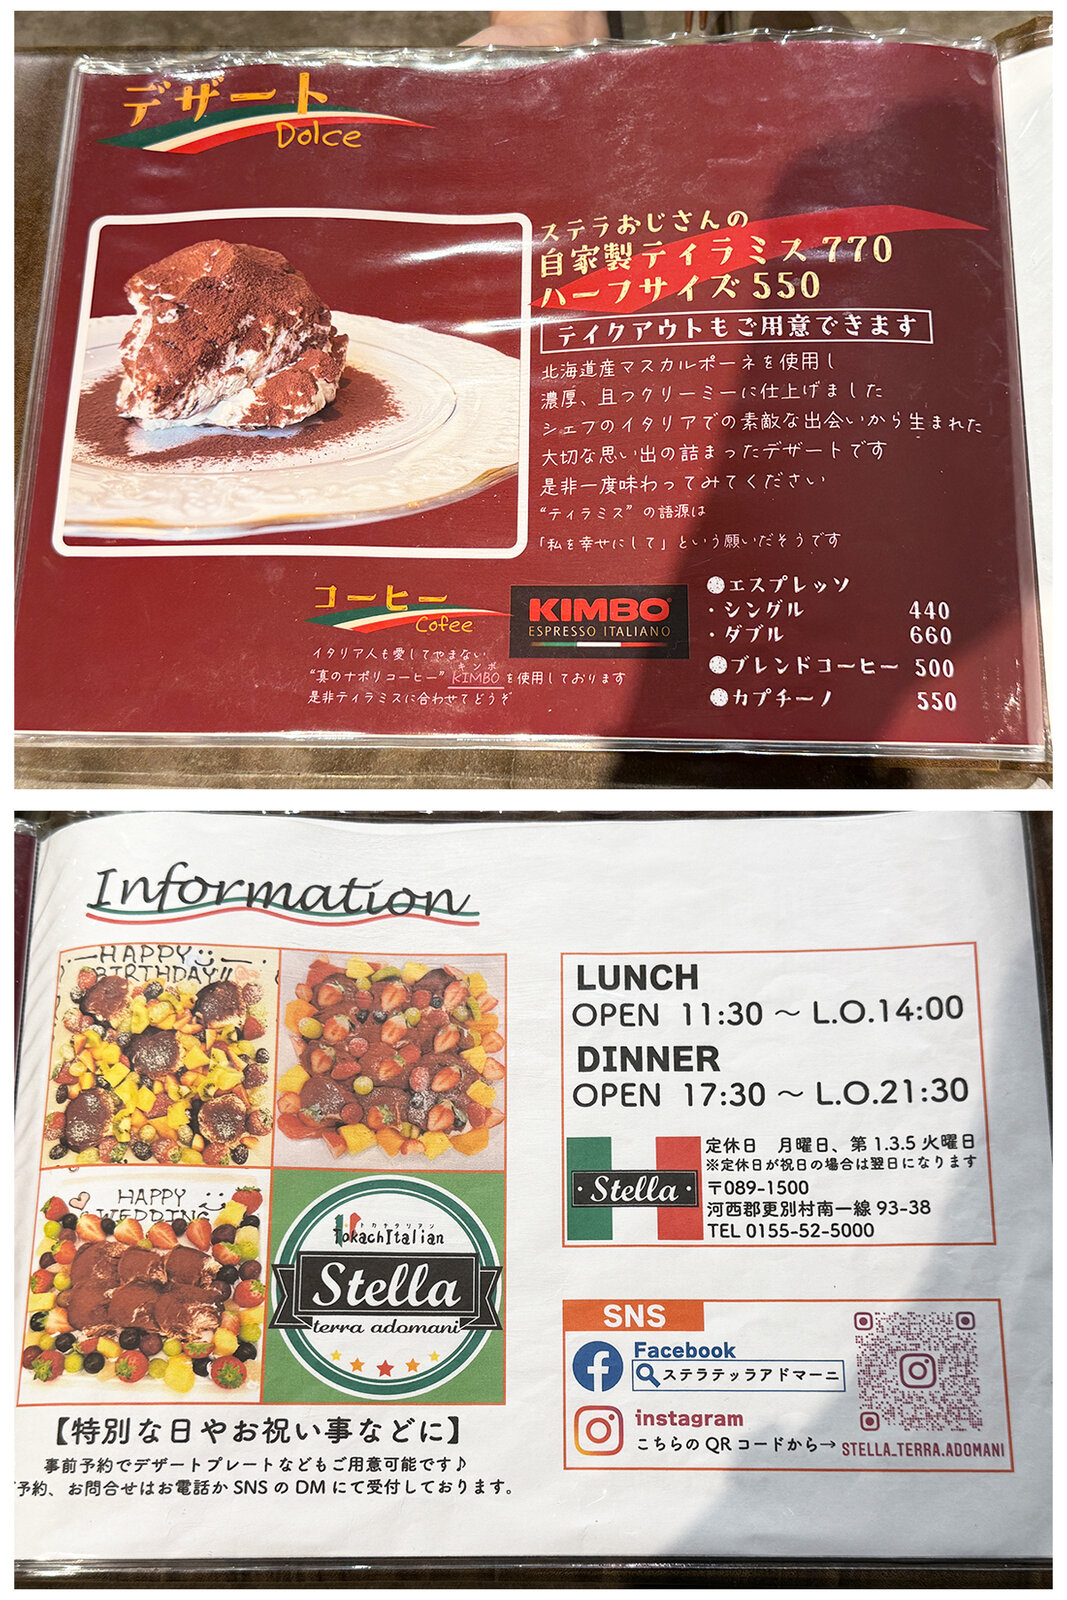 デザート
Dolce
ステラおじさんの
自家製ティラミス 770
ハーフサイズ 550
テイクアウトもご用意できます
北海道産マスカルポーネを使用し
濃厚、且つクリーミーに仕上げました
シェフのイタリアでの素敵な出会いから生まれた
大切な思い出の詰まったデザートです
是非一度味わってみてください
“ティラミス” の語源は
「私を幸せにして」という願いだそうです
コーヒー
Cofee
イタリア人も愛してやまない
キンボ
“真のナポリコーヒー” KIMBO を使用しております
是非ティラミスに合わせてどうぞ
KIMBO
ESPRESSO ITALIANO
●エスプレッソ
・シングル 440
・ダブル 660
●ブレンドコーヒー 500
●カプチーノ 550
Information
HAPPY
BIRTHDAY!!
HAPPY
WEDDING
トカチタリアン
TokachItalian
Stella
terra adomani
【特別な日やお祝い事などに】
事前予約でデザートプレートなどもご用意可能です♪
予約、お問合せはお電話か SNS の DM にて受付しております。
LUNCH
OPEN 11:30 ～ L.O.14:00
DINNER
OPEN 17:30 ～ L.O.21:30
・Stella・
定休日 月曜日、第 1.3.5 火曜日
※定休日が祝日の場合は翌日になります
〒089-1500
河西郡更別村南一線 93-38
TEL 0155-52-5000
SNS
Facebook
ステラテッラアドマーニ
instagram
こちらの QR コードから→
STELLA_TERRA.ADOMANI